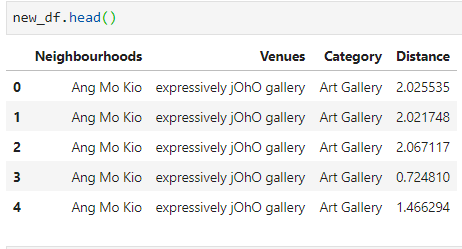 new_df.head()
Neighbourhoods Venues Category Distance
0 Ang Mo Kio expressively jOhO gallery Art Gallery 2.025535
1 Ang Mo Kio expressively jOhO gallery Art Gallery 2.021748
2 Ang Mo Kio expressively jOhO gallery Art Gallery 2.067117
3 Ang Mo Kio expressively jOhO gallery Art Gallery 0.724810
4 Ang Mo Kio expressively jOhO gallery Art Gallery 1.466294